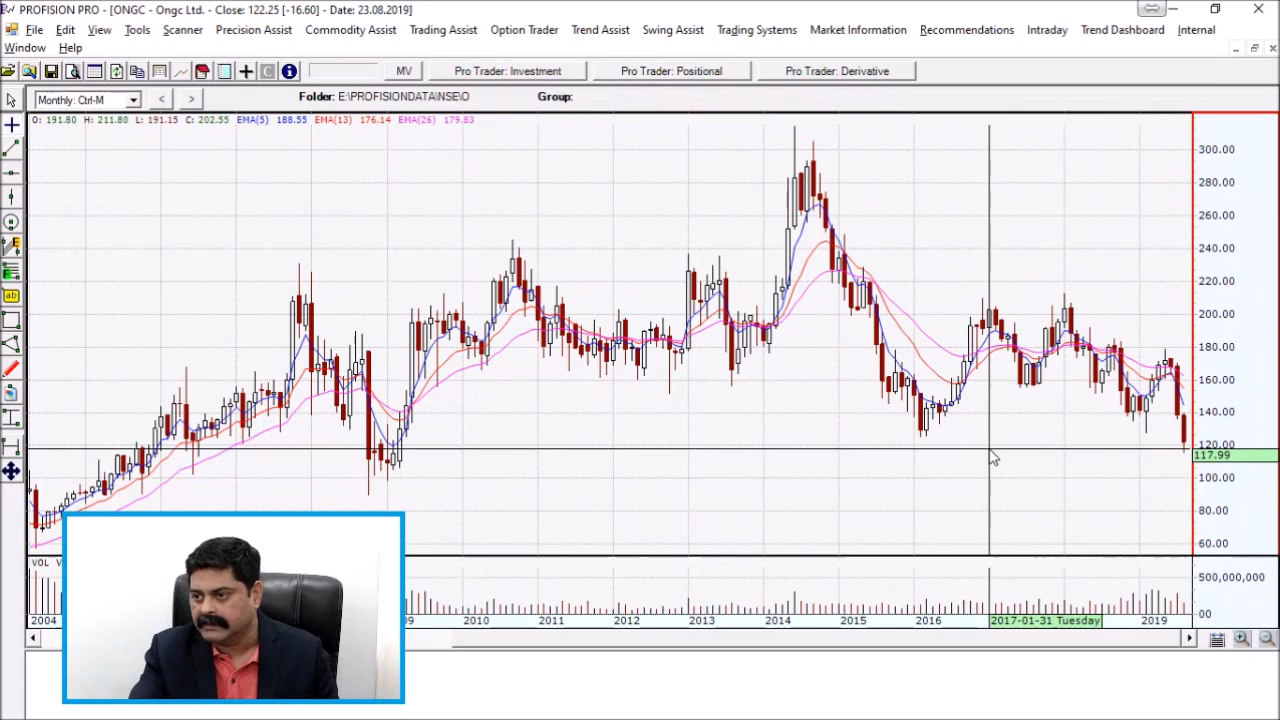 PROFISION PRO - [ONGC - Ongc Ltd. - Close: 122.25 [-16.60] - Date: 23.08.2019]
File Edit View Tools Scanner Precision Assist Commodity Assist Trading Assist Option Trader Trend Assist Swing Assist Trading Systems Market Information Recommendations Intraday Trend Dashboard Internal
Window Help
MV Pro Trader: Investment Pro Trader: Positional Pro Trader: Derivative
Monthly: Ctrl-M < > Folder: E:\PROFISIONDATA\NSE\O Group:
O: 191.80 H: 211.80 L: 191.15 C: 202.55 EMA(5) 188.55 EMA(13) 176.14 EMA(26) 179.83
300.00
280.00
260.00
240.00
220.00
200.00
180.00
160.00
140.00
120.00
117.99
100.00
80.00
60.00
VOL
500,000,000
00
2004 2010 2011 2012 2013 2014 2015 2016 2017-01-31 Tuesday 2019